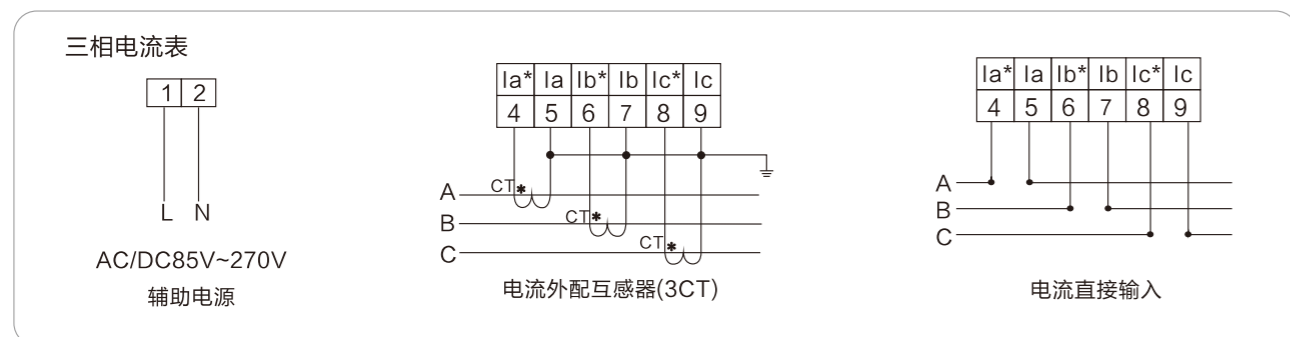 三相电流表
1 2
L N
AC/DC85V~270V
辅助电源
Ia* Ia Ib* Ib Ic* Ic
4 5 6 7 8 9
A CT*
B CT*
C CT*
电流外配互感器(3CT)
Ia* Ia Ib* Ib Ic* Ic
4 5 6 7 8 9
A
B
C
电流直接输入